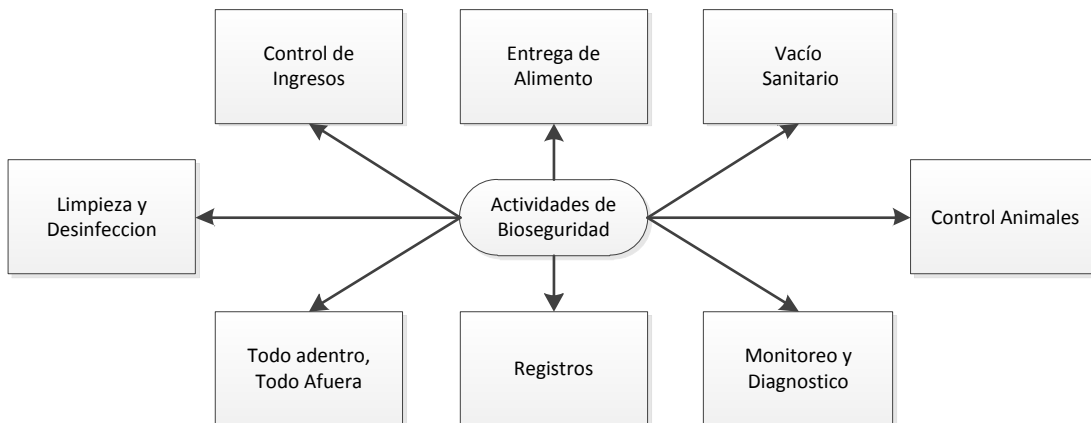 Control de
Ingresos
Entrega de
Alimento
Vacío
Sanitario
Limpieza y
Desinfeccion
Actividades de
Bioseguridad
Control Animales
Todo adentro,
Todo Afuera
Registros
Monitoreo y
Diagnostico